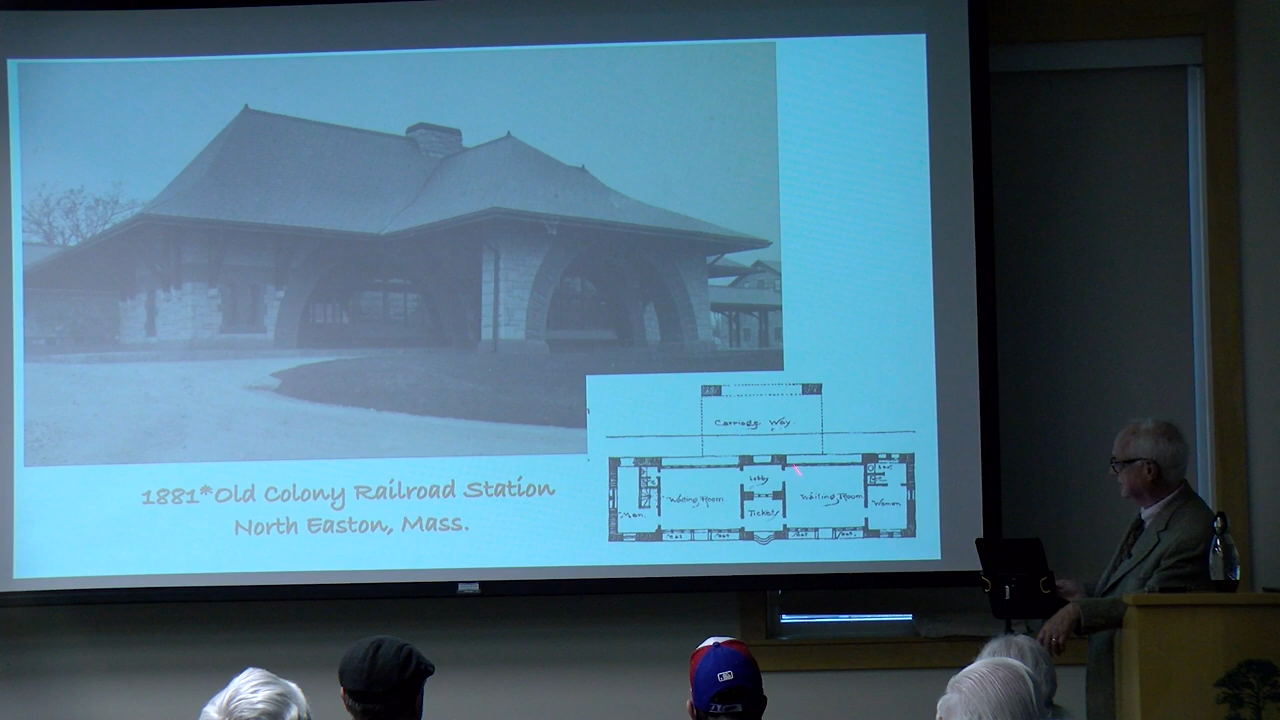 Carriage Way
Lobby
Waiting Room
Waiting Room
Men.
Tickets
Women
1881*Old Colony Railroad Station
North Easton, Mass.